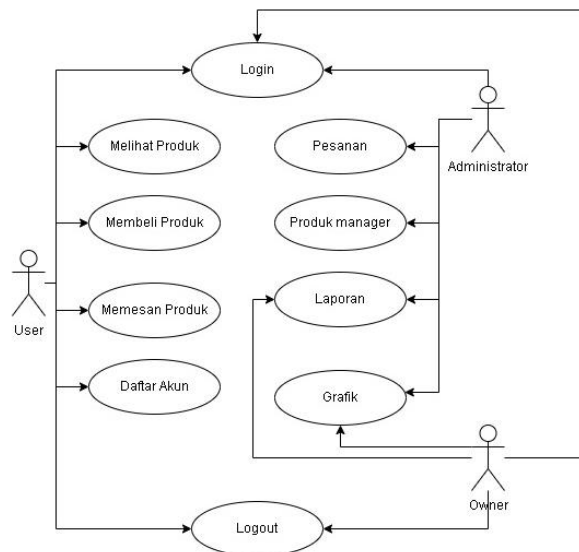 Login
Melihat Produk
Pesanan
Administrator
Membeli Produk
Produk manager
User
Memesan Produk
Laporan
Daftar Akun
Grafik
Owner
Logout